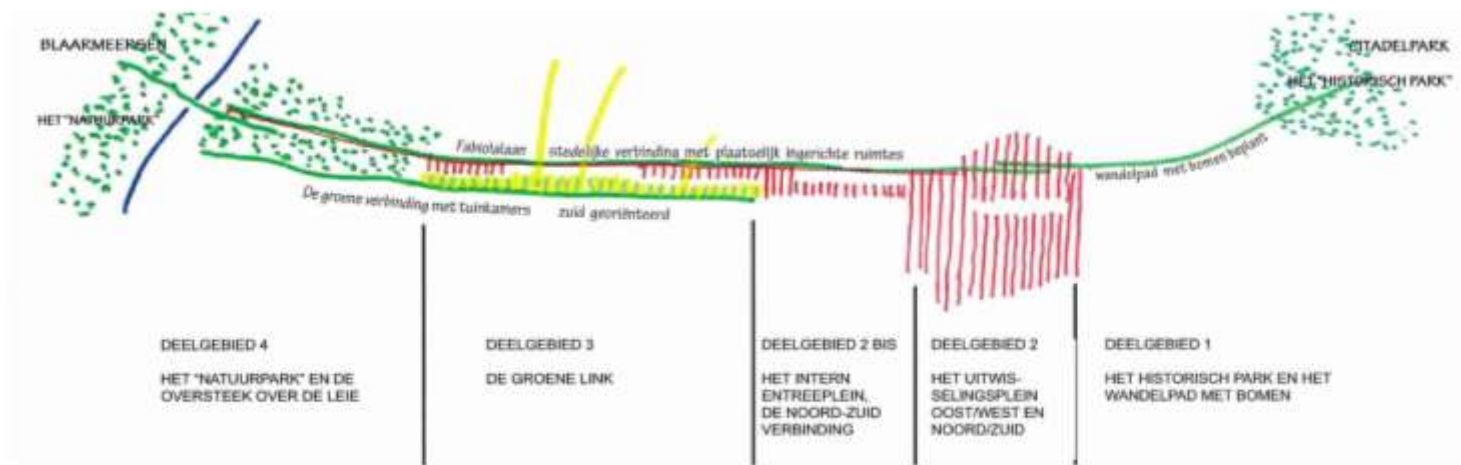 BLAARMEERSEN
HET "NATUURPARK"
CITADELPARK
HET "HISTORISCH PARK"
Fabiolalaan stedelijke verbinding met plaatselijk ingerichte ruimtes
wandelpad met bomen beplant
De groene verbinding met tuinkamers zuid georiënteerd
DEELGEBIED 4
HET "NATUURPARK" EN DE
OVERSTEEK OVER DE LEIE
DEELGEBIED 3
DE GROENE LINK
DEELGEBIED 2 BIS
HET INTERN
ENTREEPLEIN,
DE NOORD-ZUID
VERBINDING
DEELGEBIED 2
HET UITWIS-
SELINGSPLEIN
OOST/WEST EN
NOORD/ZUID
DEELGEBIED 1
HET HISTORISCH PARK EN HET
WANDELPAD MET BOMEN